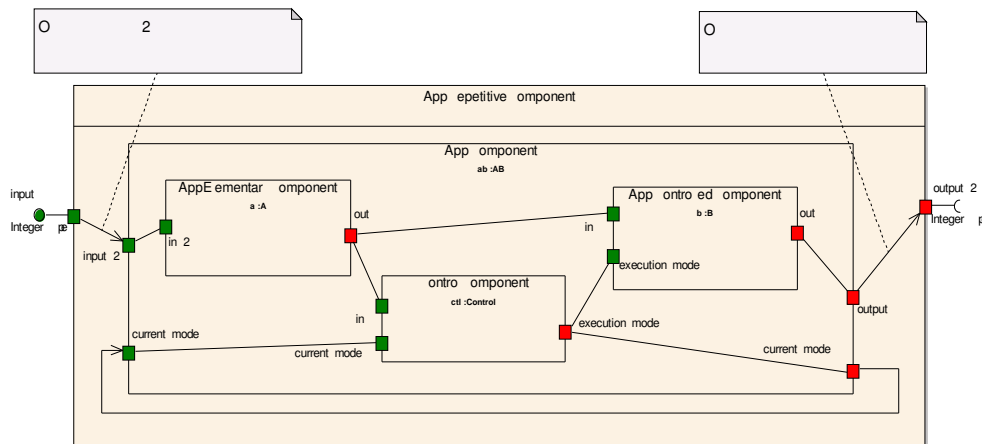 O 2
O
App epetitive omponent
App omponent
ab :AB
AppE ementar omponent
a :A
App ontro ed omponent
b :B
input
Integer pe
output 2
Integer p
out
out
in 2
in
input 2
execution mode
ontro omponent
ctl :Control
output
in
execution mode
current mode
current mode
current mode